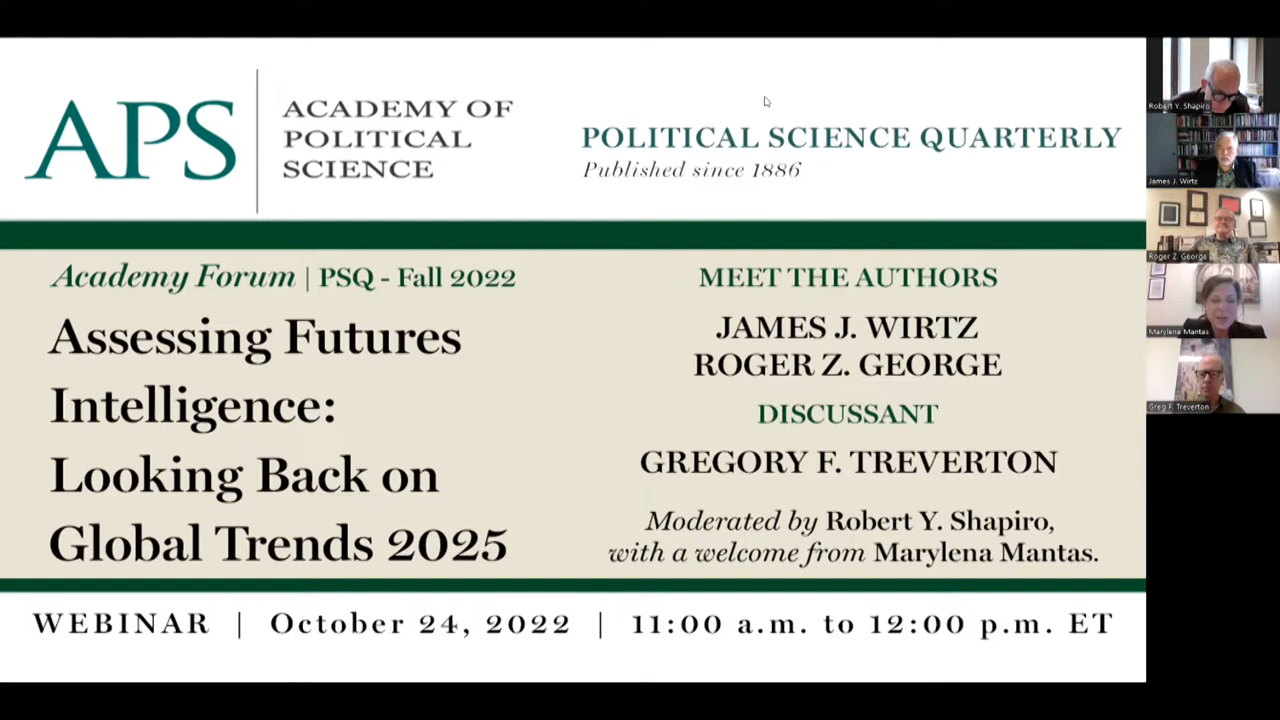 APS
ACADEMY OF
POLITICAL
SCIENCE
POLITICAL SCIENCE QUARTERLY
Published since 1886
Academy Forum | PSQ - Fall 2022
Assessing Futures
Intelligence:
Looking Back on
Global Trends 2025
MEET THE AUTHORS
JAMES J. WIRTZ
ROGER Z. GEORGE
DISCUSSANT
GREGORY F. TREVERTON
Moderated by Robert Y. Shapiro,
with a welcome from Marylena Mantas.
WEBINAR | October 24, 2022 | 11:00 a.m. to 12:00 p.m. ET
Robert Y. Shapiro
James J. Wirtz
Roger Z. George
Marylena Mantas
Greg F. Treverton